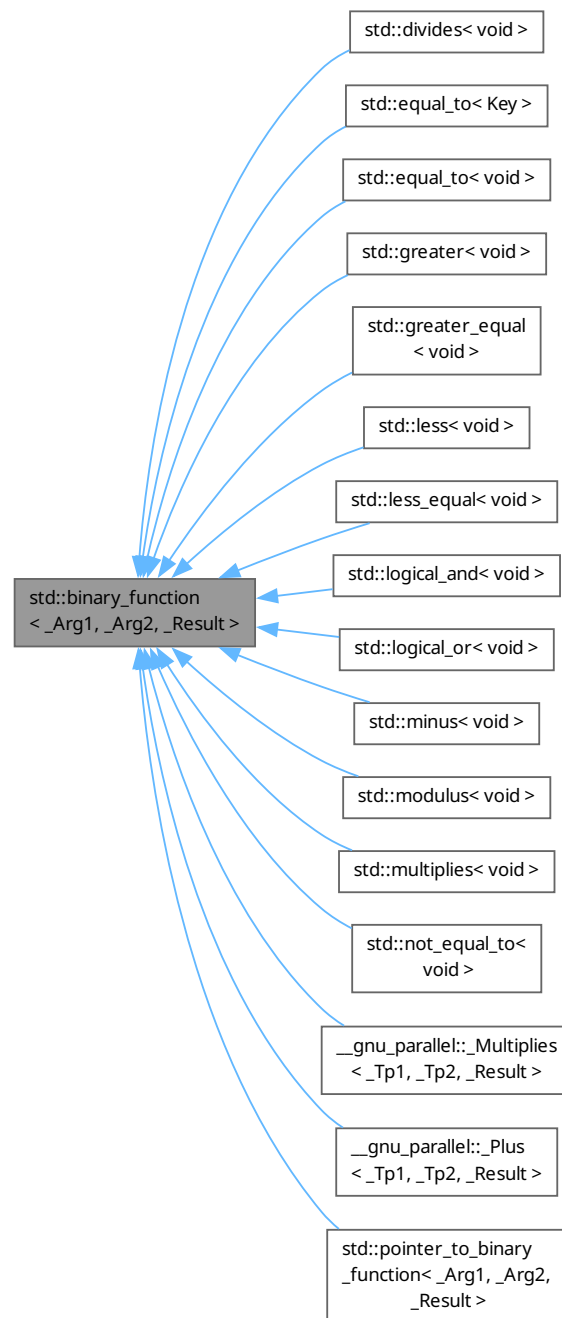 std::divides< void >
std::equal_to< Key >
std::equal_to< void >
std::greater< void >
std::greater_equal
< void >
std::less< void >
std::less_equal< void >
std::binary_function
< _Arg1, _Arg2, _Result >
std::logical_and< void >
std::logical_or< void >
std::minus< void >
std::modulus< void >
std::multiplies< void >
std::not_equal_to<
void >
__gnu_parallel::_Multiplies
< _Tp1, _Tp2, _Result >
__gnu_parallel::_Plus
< _Tp1, _Tp2, _Result >
std::pointer_to_binary
_function< _Arg1, _Arg2,
_Result >